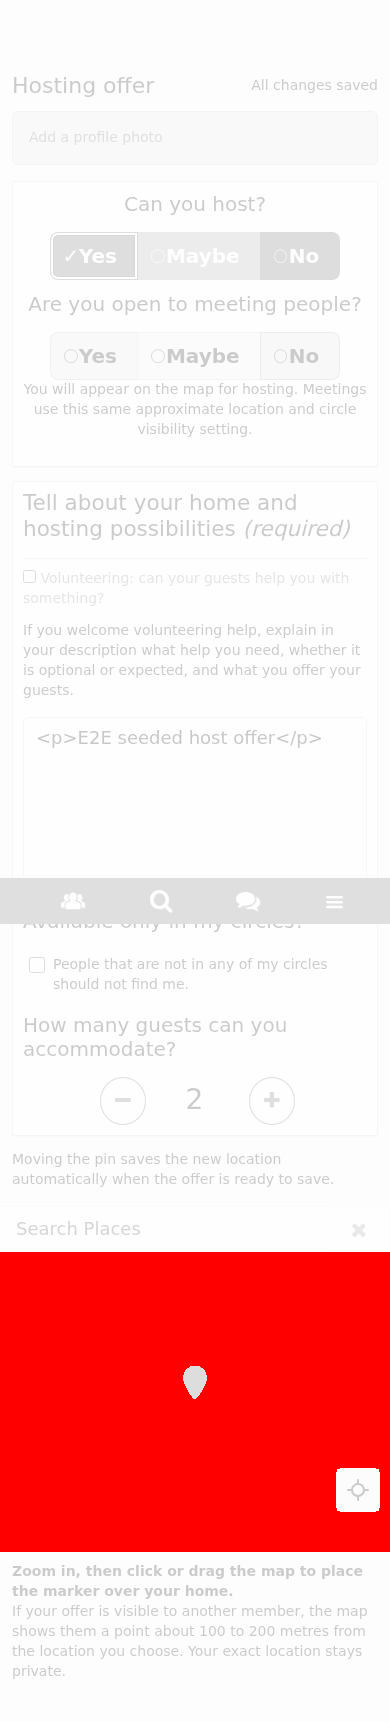 Hosting offer
All changes saved
Add a profile photo
Can you host?
✓Yes
Maybe
No
Are you open to meeting people?
Yes
Maybe
No
You will appear on the map for hosting. Meetings
use this same approximate location and circle
visibility setting.
Tell about your home and
hosting possibilities (required)
Volunteering: can your guests help you with
something?
If you welcome volunteering help, explain in
your description what help you need, whether it
is optional or expected, and what you offer your
guests.
<p>E2E seeded host offer</p>
Available only in my circles?
People that are not in any of my circles
should not find me.
How many guests can you
accommodate?
2
Moving the pin saves the new location
automatically when the offer is ready to save.
Search Places
Zoom in, then click or drag the map to place
the marker over your home.
If your offer is visible to another member, the map
shows them a point about 100 to 200 metres from
the location you choose. Your exact location stays
private.